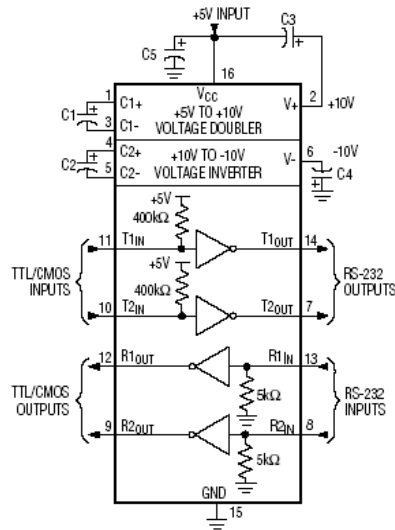 +5V INPUT
C3
C5
16
VCC
1
C1+
+5V TO +10V
V+
2
+10V
C1
3
C1-
VOLTAGE DOUBLER
4
C2+
+10V TO -10V
V-
6
-10V
C2
5
C2-
VOLTAGE INVERTER
C4
+5V
400kΩ
11
T1IN
T1OUT
14
+5V
TTL/CMOS
INPUTS
RS-232
OUTPUTS
400kΩ
10
T2IN
T2OUT
7
12
R1OUT
R1IN
13
TTL/CMOS
OUTPUTS
5kΩ
RS-232
INPUTS
9
R2OUT
R2IN
8
5kΩ
GND
15